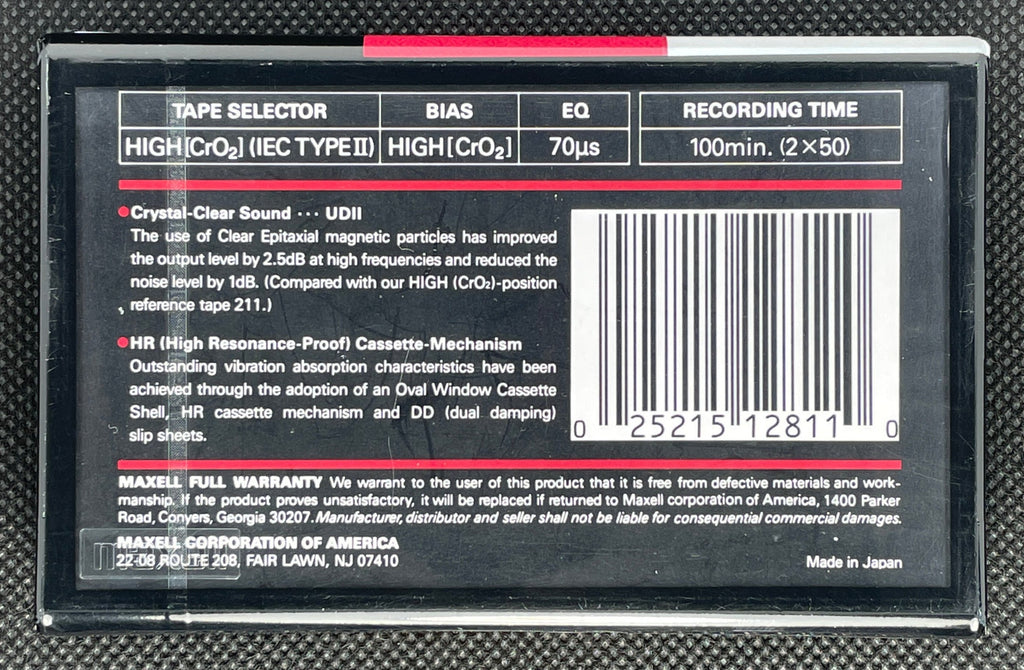 TAPE SELECTOR BIAS EQ RECORDING TIME
HIGH[CrO₂] (IEC TYPE II) HIGH[CrO₂] 70μs 100min. (2×50)
●Crystal-Clear Sound ··· UDII
The use of Clear Epitaxial magnetic particles has improved
the output level by 2.5dB at high frequencies and reduced the
noise level by 1dB. (Compared with our HIGH (CrO₂)-position
reference tape 211.)
●HR (High Resonance-Proof) Cassette-Mechanism
Outstanding vibration absorption characteristics have been
achieved through the adoption of an Oval Window Cassette
Shell, HR cassette mechanism and DD (dual damping)
slip sheets.
0 25215 12811 0
MAXELL FULL WARRANTY We warrant to the user of this product that it is free from defective materials and work-
manship. If the product proves unsatisfactory, it will be replaced if returned to Maxell corporation of America, 1400 Parker
Road, Conyers, Georgia 30207. Manufacturer, distributor and seller shall not be liable for consequential commercial damages.
maxell
MAXELL CORPORATION OF AMERICA
22-08 ROUTE 208, FAIR LAWN, NJ 07410
Made in Japan